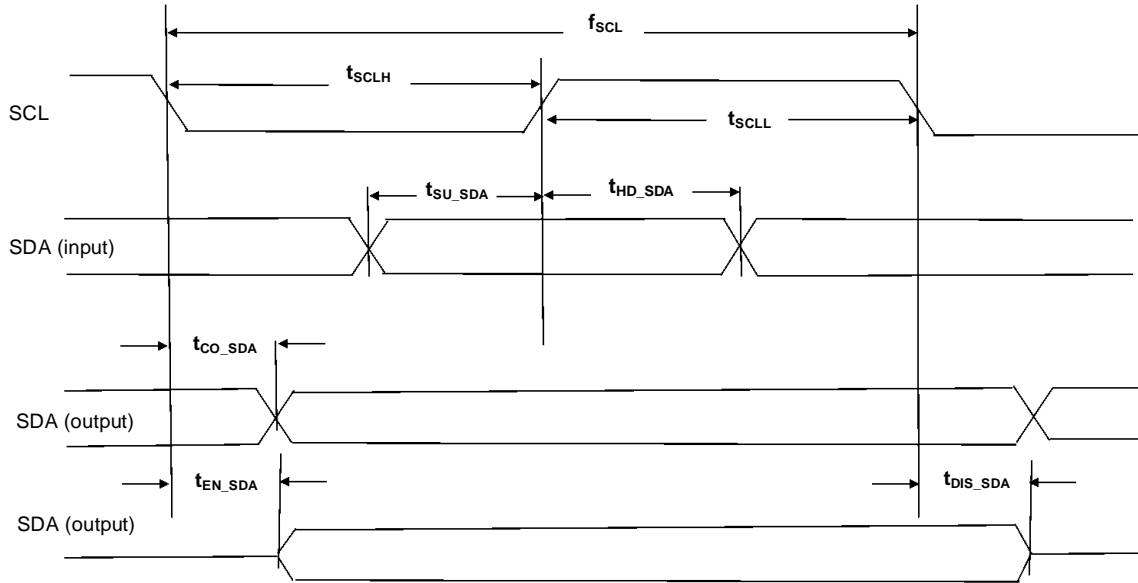 fSCL
tSCLH
SCL
tSCLL
tSU_SDA
tHD_SDA
SDA (input)
tCO_SDA
SDA (output)
tEN_SDA
tDIS_SDA
SDA (output)